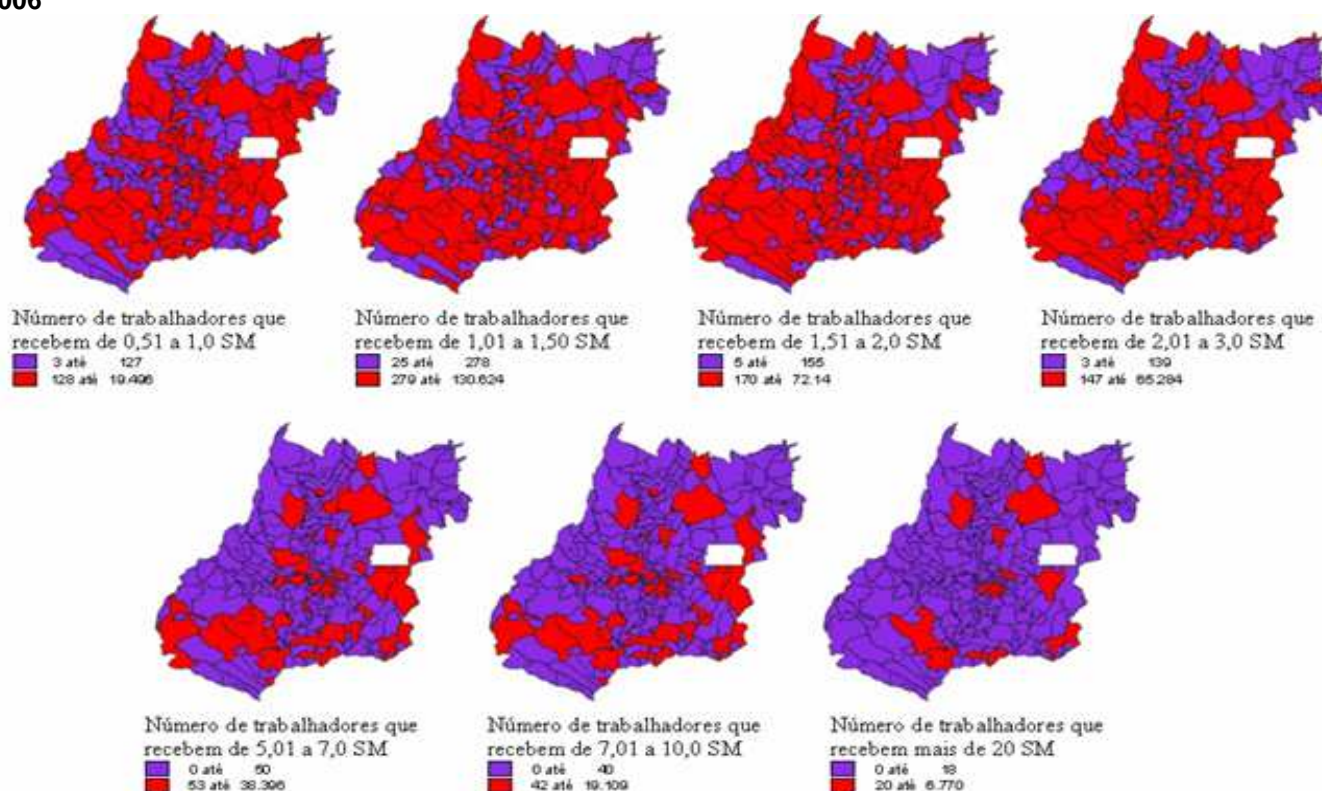 006
Número de trabalhadores que
recebem de 0,51 a 1,0 SM
3 até 127
128 até 19.496
Número de trabalhadores que
recebem de 1,01 a 1,50 SM
25 até 278
279 até 130.624
Número de trabalhadores que
recebem de 1,51 a 2,0 SM
5 até 155
170 até 72.14
Número de trabalhadores que
recebem de 2,01 a 3,0 SM
3 até 139
147 até 65.284
Número de trabalhadores que
recebem de 5,01 a 7,0 SM
0 até 50
53 até 38.396
Número de trabalhadores que
recebem de 7,01 a 10,0 SM
0 até 40
42 até 19.109
Número de trabalhadores que
recebem mais de 20 SM
0 até 18
20 até 6.770